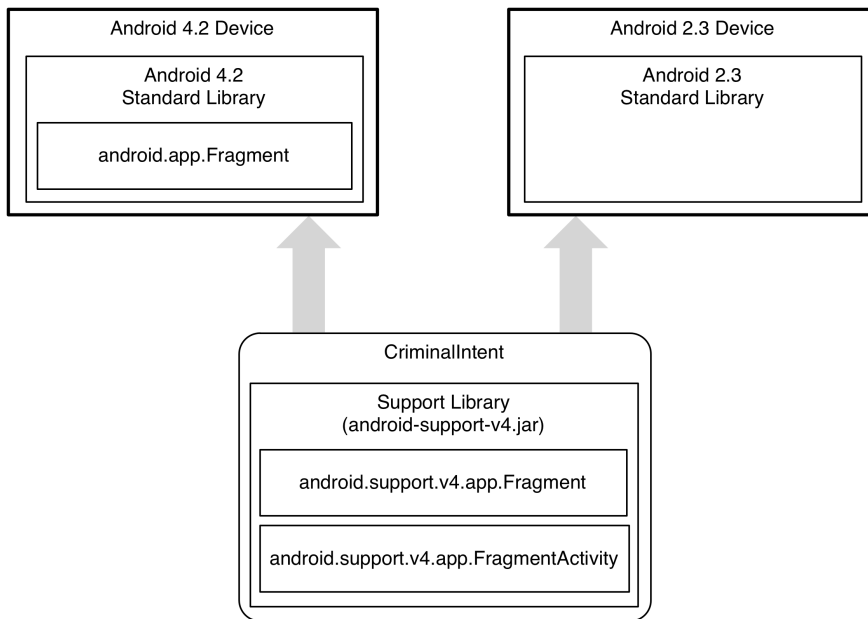 Android 4.2 Device
Android 4.2
Standard Library
android.app.Fragment
Android 2.3 Device
Android 2.3
Standard Library
CriminalIntent
Support Library
(android-support-v4.jar)
android.support.v4.app.Fragment
android.support.v4.app.FragmentActivity